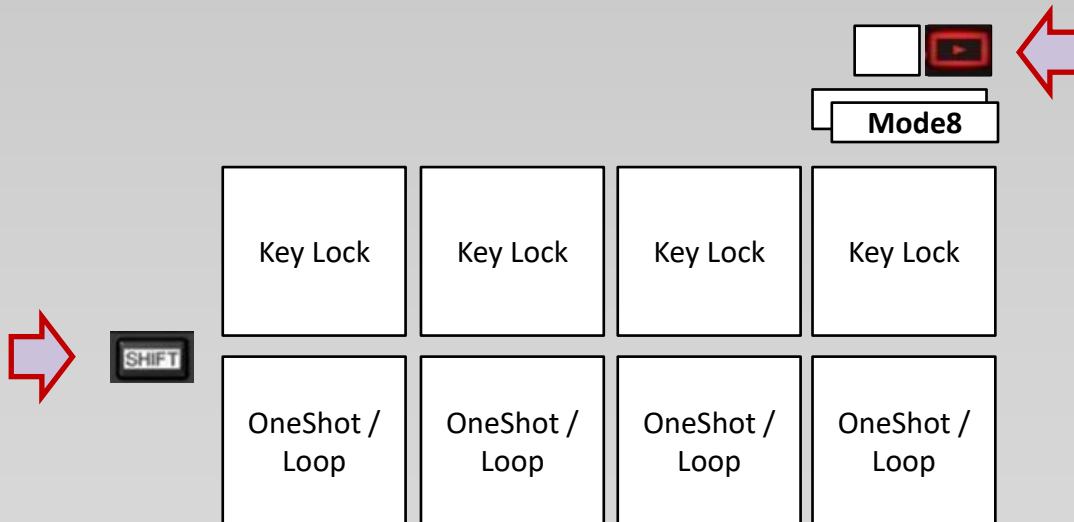 Mode8
Key Lock Key Lock Key Lock Key Lock
SHIFT
OneShot / OneShot / OneShot / OneShot /
Loop Loop Loop Loop